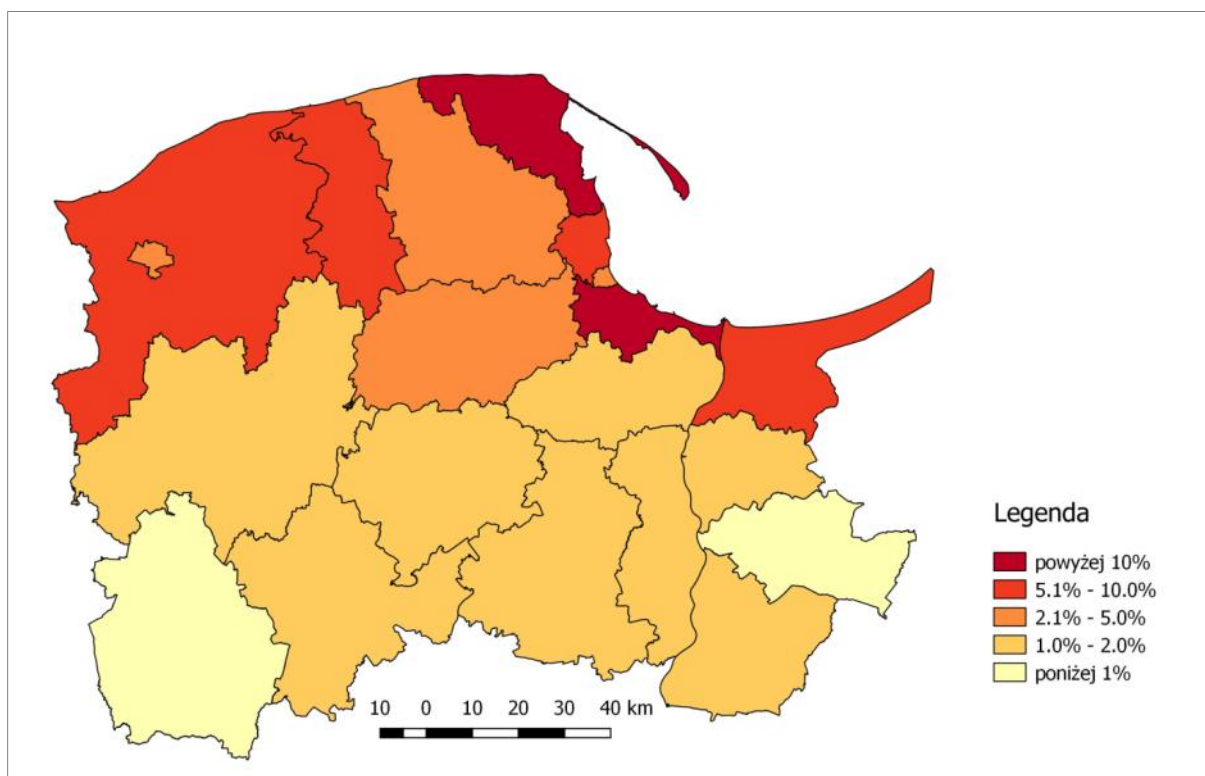 Legenda
powyżej 10%
5.1% - 10.0%
2.1% - 5.0%
1.0% - 2.0%
poniżej 1%
10 0 10 20 30 40 km